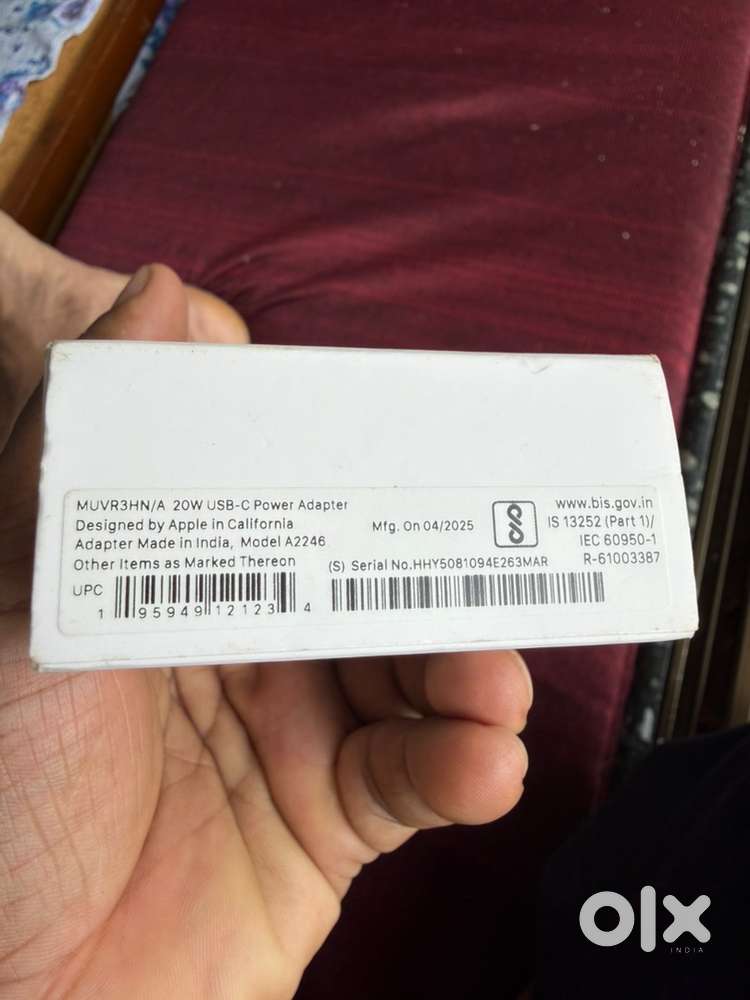 MUVR3HN/A 20W USB-C Power Adapter
Designed by Apple in California
Adapter Made in India, Model A2246
Other Items as Marked Thereon
UPC
1 95949 12123 4
Mfg. On 04/2025
(S) Serial No.HHY5081094E263MAR
www.bis.gov.in
IS 13252 (Part 1)/
IEC 60950-1
R-61003387
olx
INDIA